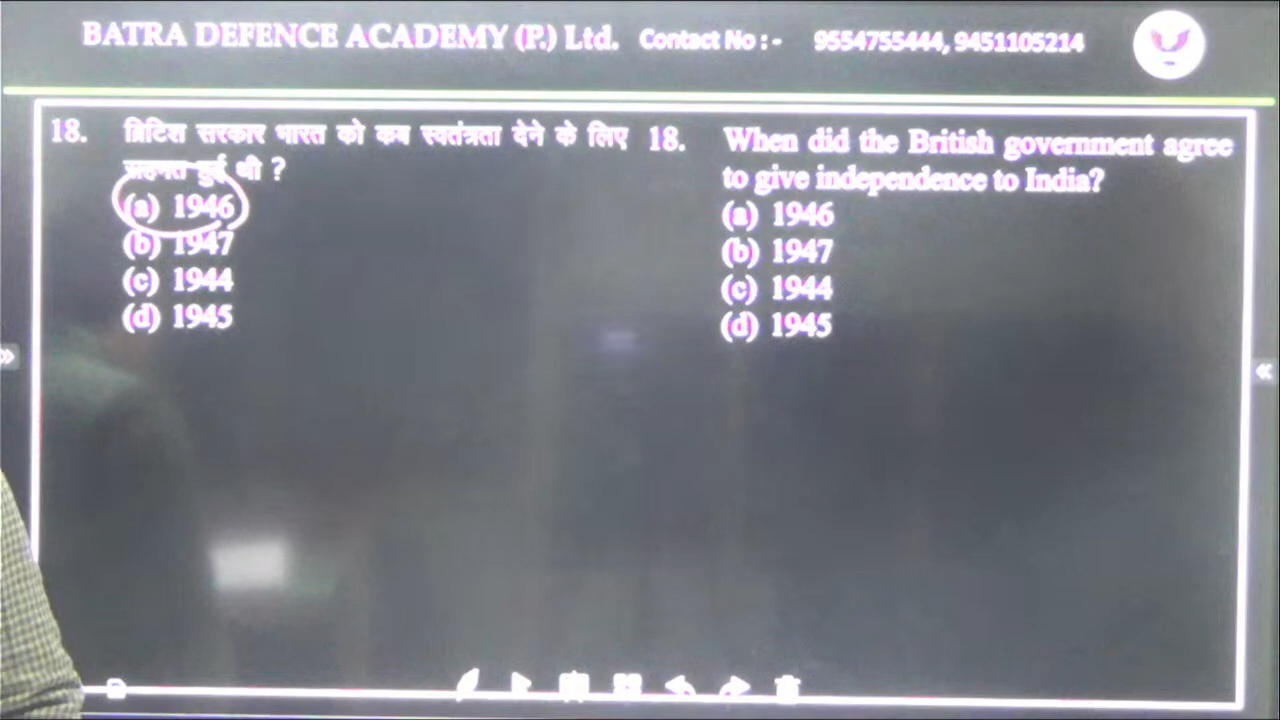 BATRA DEFENCE ACADEMY (P.) Ltd. Contact No :- 9554755444, 9451105214
18. ब्रिटिश सरकार भारत को कब स्वतंत्रता देने के लिए
सहमत हुई थी ?
(a) 1946
(b) 1947
(c) 1944
(d) 1945
18. When did the British government agree
to give independence to India?
(a) 1946
(b) 1947
(c) 1944
(d) 1945